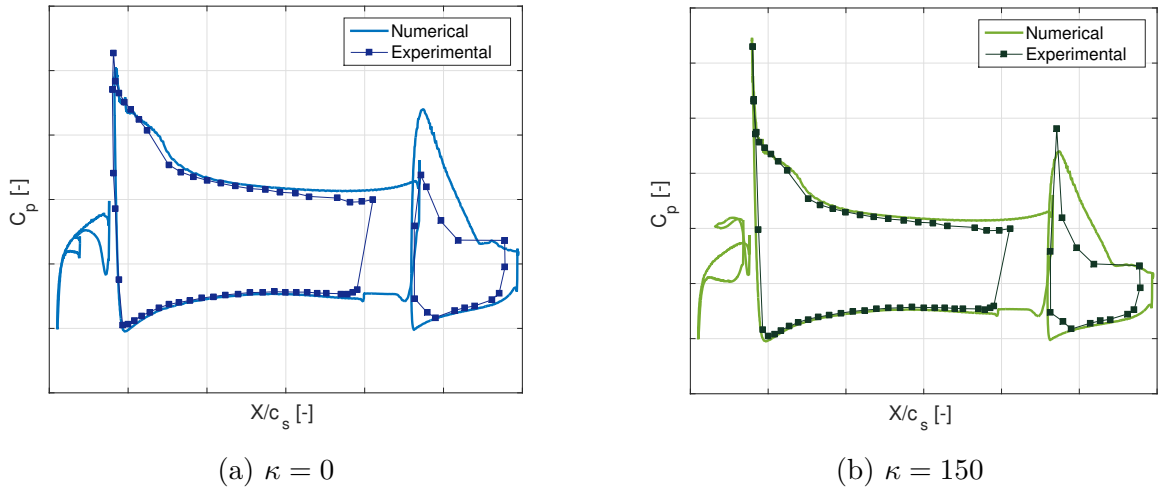 Numerical
Experimental
C_p [-]
X/c_s [-]
(a) κ = 0
Numerical
Experimental
C_p [-]
X/c_s [-]
(b) κ = 150